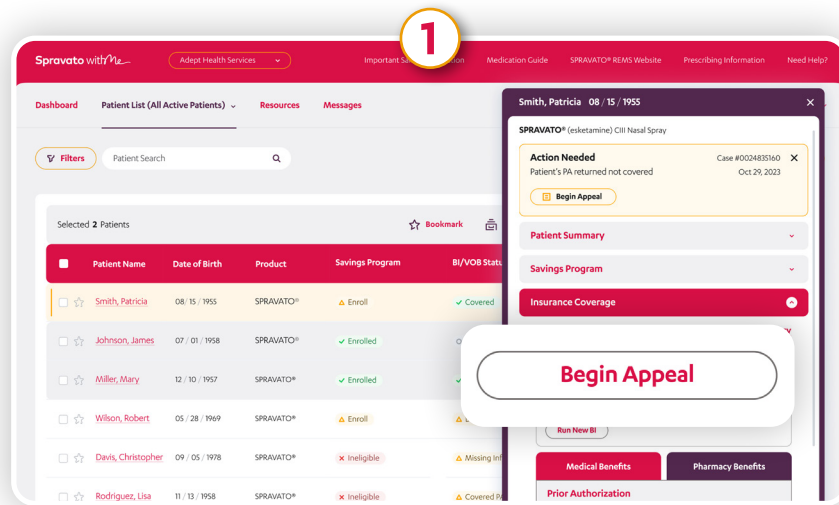 1
Spravato withMe
Adept Health Services
Important Sa
ion
Medication Guide
SPRAVATO® REMS Website
Prescribing Information
Need Help?
Dashboard
Patient List (All Active Patients)
Resources
Messages
Filters
Patient Search
Selected 2 Patients
Bookmark
Patient Name
Date of Birth
Product
Savings Program
BI/VOB Statu
Smith, Patricia
08/ 15 / 1955
SPRAVATO®
Enroll
Covered
Johnson, James
07 / 01 / 1958
SPRAVATO®
Enrolled
Miller, Mary
12 / 10 / 1957
SPRAVATO®
Enrolled
Wilson, Robert
05 / 28 / 1969
SPRAVATO®
Enroll
Davis, Christopher
09 / 05 / 1978
SPRAVATO®
Ineligible
Missing Inf
Rodriguez, Lisa
11 / 13 / 1958
SPRAVATO®
Ineligible
Covered PA
Smith, Patricia 08 / 15 / 1955
SPRAVATO® (esketamine) CIII Nasal Spray
Action Needed
Case #0024835160
Patient's PA returned not covered
Oct 29, 2023
Begin Appeal
Patient Summary
Savings Program
Insurance Coverage
Begin Appeal
Run New BI
Medical Benefits
Pharmacy Benefits
Prior Authorization